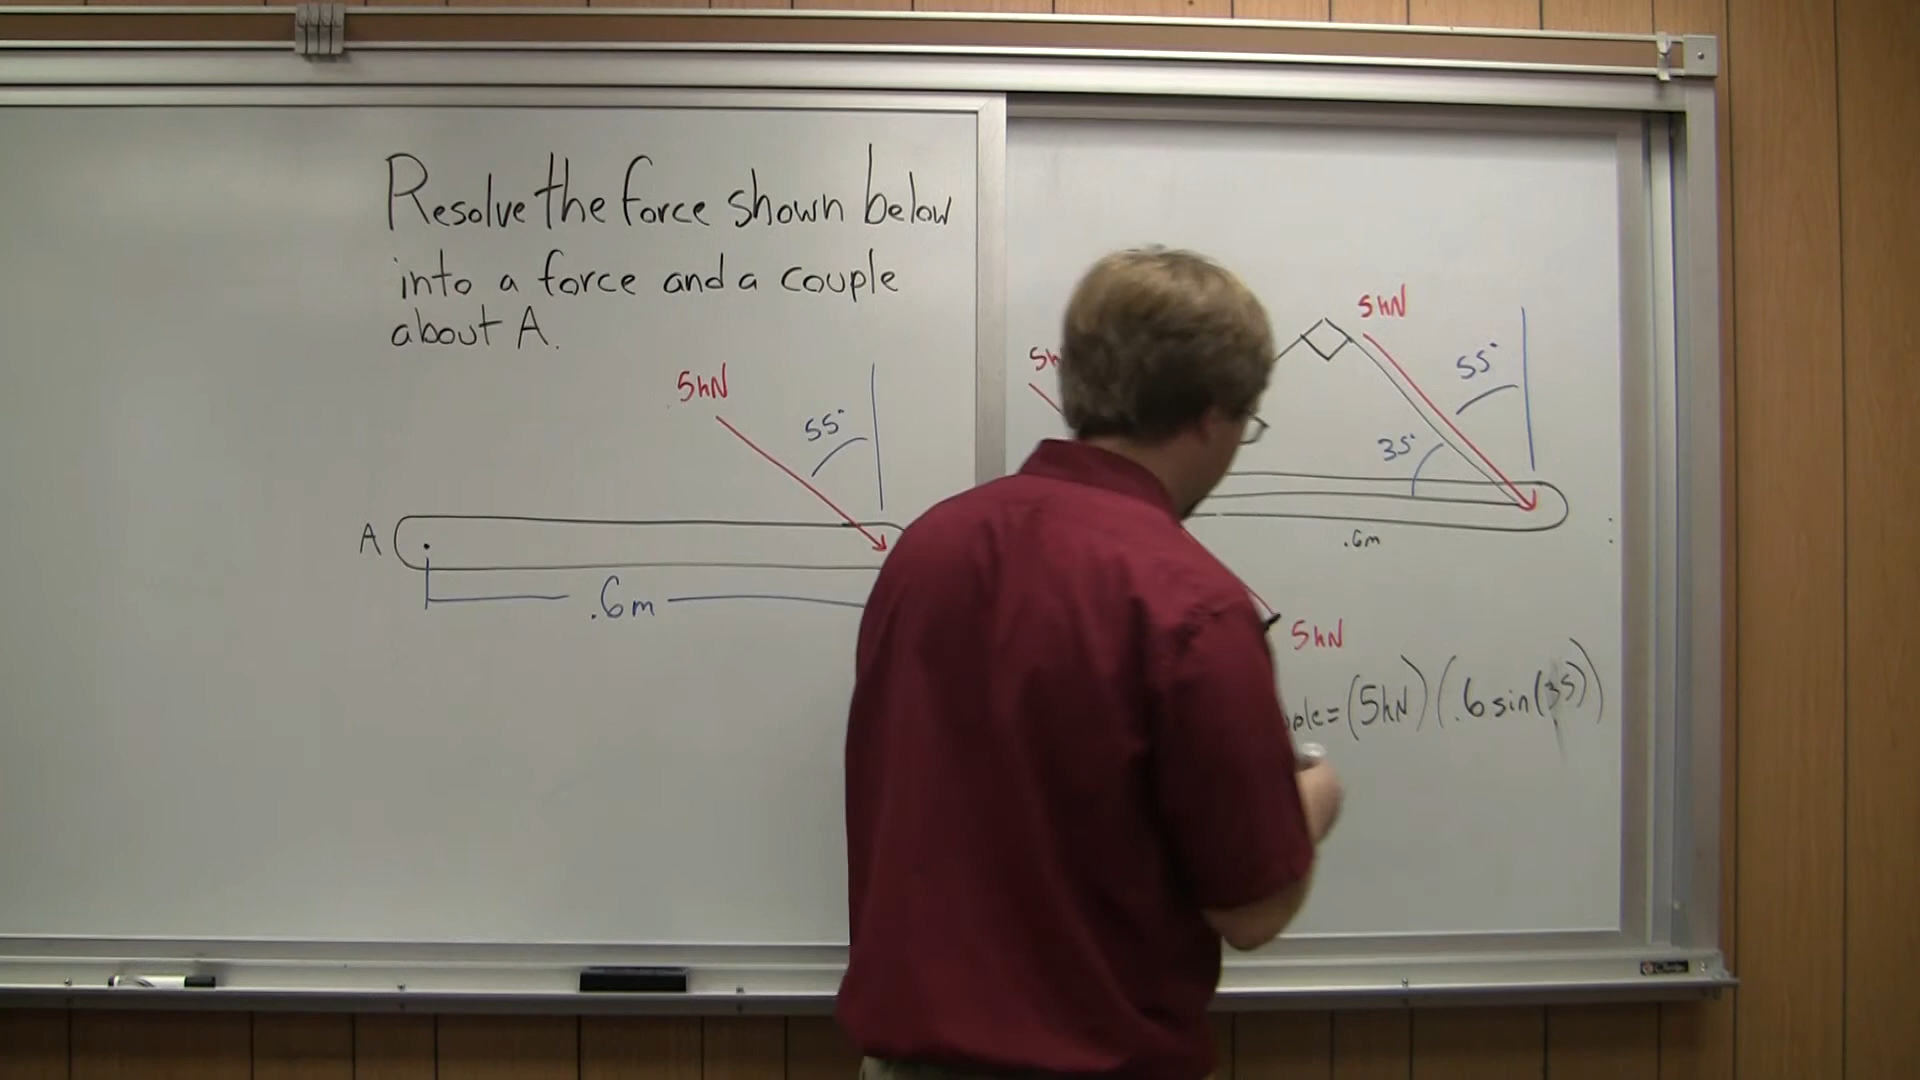 Resolve the force shown below
into a force and a couple
about A.
5kN
55°
A
.6m
5kN
55°
35°
.6m
5kN
=(5kN)(.6 sin(35))